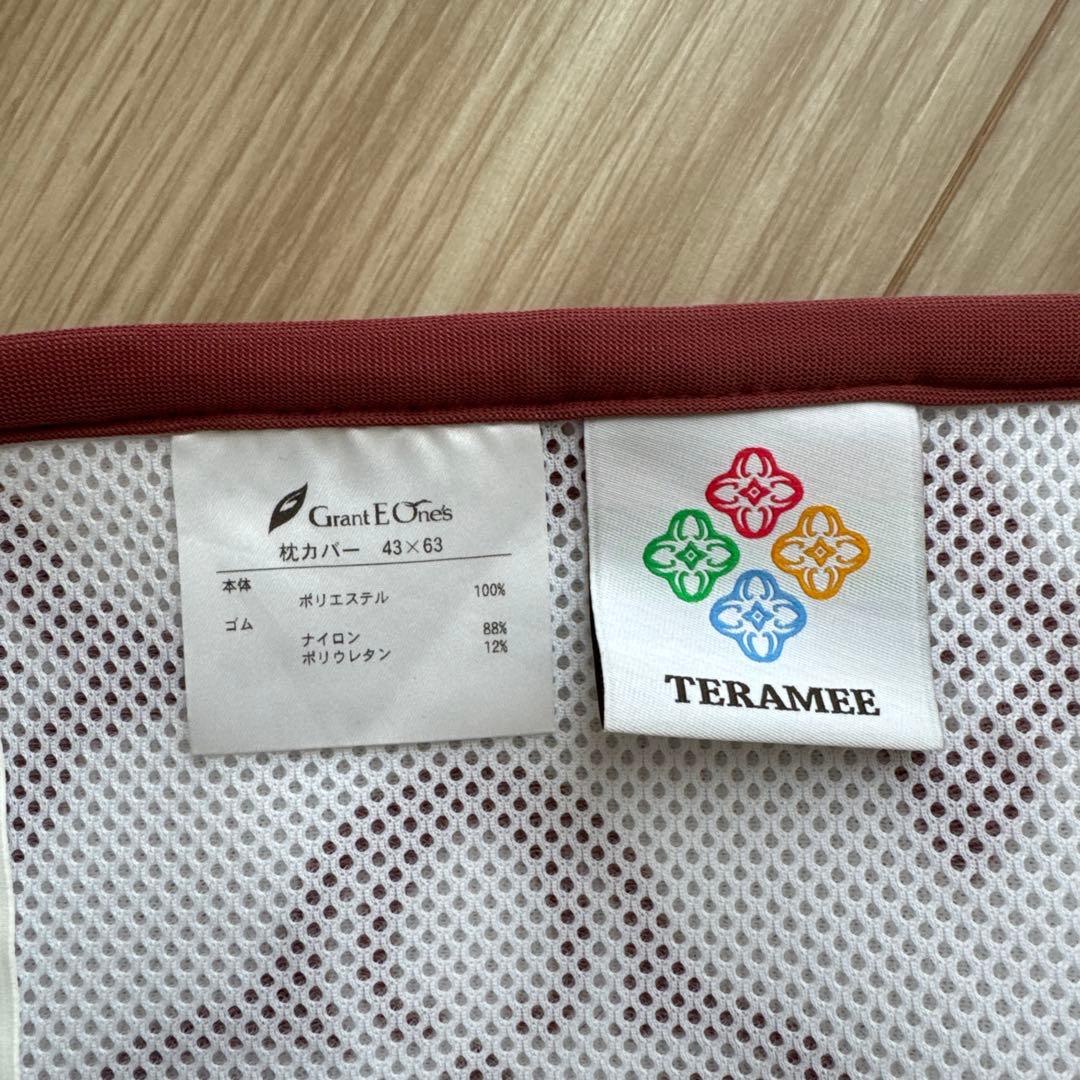 Grant E One's
枕カバー 43×63
本体
ポリエステル 100%
ゴム
ナイロン 88%
ポリウレタン 12%
TERAMEE